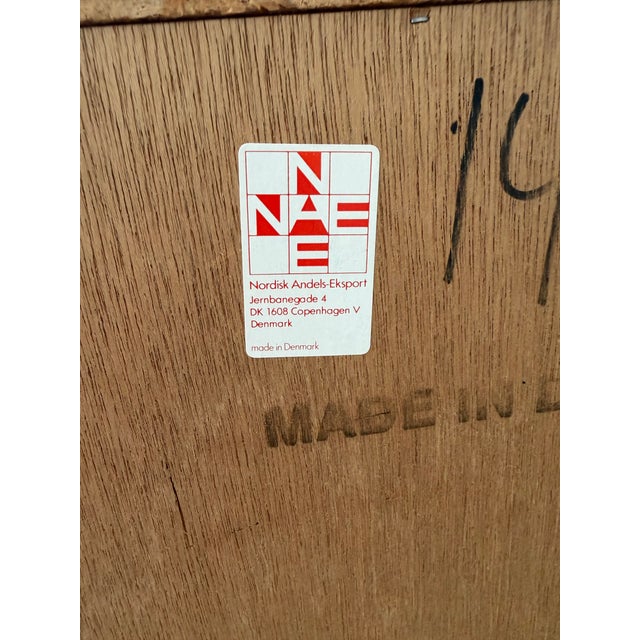 N
NAE
E
Nordisk Andels-Eksport
Jernbanegade 4
DK 1608 Copenhagen V
Denmark
made in Denmark
MADE IN